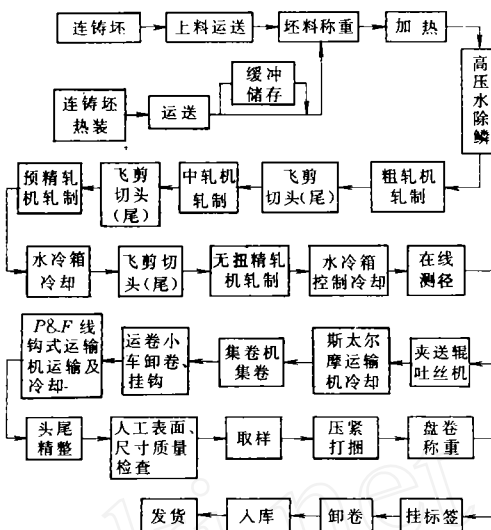 连铸坯
上料运送
坯料称重
加热
高
压
水
除
鳞
缓冲
储存
连铸坯
热装
运送
预精轧
机轧制
飞剪
切头
(尾)
中轧机
轧制
飞剪
切头(尾)
粗轧机
轧制
水冷箱
冷却
飞剪切
头(尾)
无扭精轧
机轧制
水冷箱
控制冷却
在线
测径
P&F 线
钩式运输
机运输及
冷却
运卷小
车卸卷、
挂钩
集卷机
集卷
斯太尔
摩运输
机冷却
夹送辊
吐丝机
头尾
精整
人工表面、
尺寸质量
检查
取样
压紧
打捆
盘卷
称重
发货
入库
卸卷
挂标签